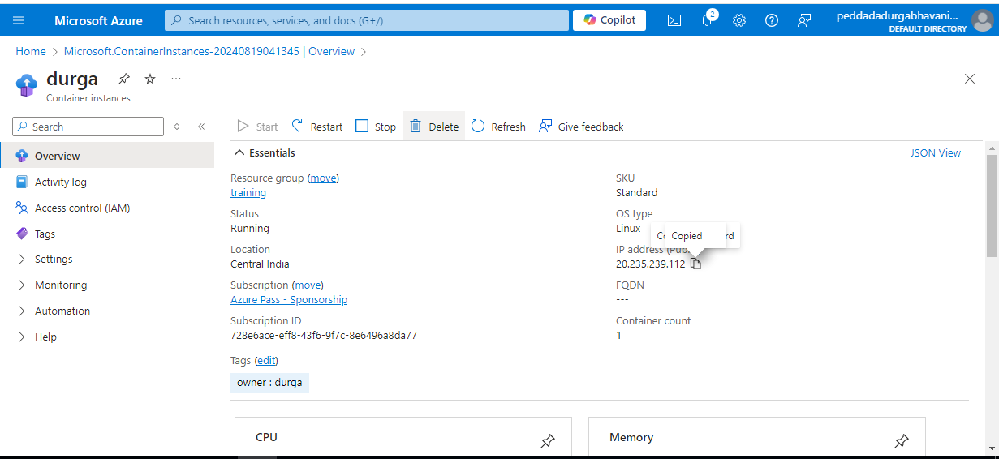 Microsoft Azure
Search resources, services, and docs (G+/)
Copilot
2
peddadadurgabhavani...
DEFAULT DIRECTORY
Home > Microsoft.ContainerInstances-20240819041345 | Overview >
durga
Container instances
Search
Start Restart Stop Delete Refresh Give feedback
Overview
Activity log
Access control (IAM)
Tags
Settings
Monitoring
Automation
Help
Essentials
JSON View
Resource group (move)
training
Status
Running
Location
Central India
Subscription (move)
Azure Pass - Sponsorship
Subscription ID
728e6ace-eff8-43f6-9f7c-8e6496a8da77
Tags (edit)
owner : durga
SKU
Standard
OS type
Linux
Copied
IP address
20.235.239.112
FQDN
---
Container count
1
CPU
Memory